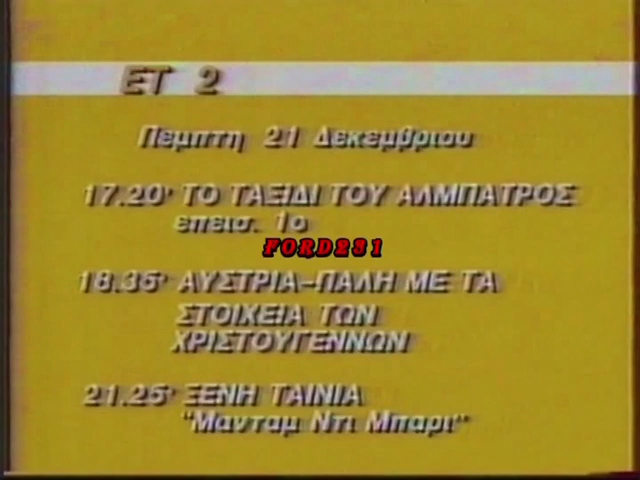 ΕΤ 2
Πεμπτη 21 Δεκεμβριου
17.20' ΤΟ ΤΑΞΙΔΙ ΤΟΥ ΑΛΜΠΑΤΡΟΣ
επεισ. 1ο
FORD231
18.35' ΑΥΣΤΡΙΑ-ΠΑΛΗ ΜΕ ΤΑ
ΣΤΟΙΧΕΙΑ ΤΩΝ
ΧΡΙΣΤΟΥΓΕΝΝΩΝ
21.25' ΞΕΝΗ ΤΑΙΝΙΑ
"Μανταμ Ντι Μπαρι"